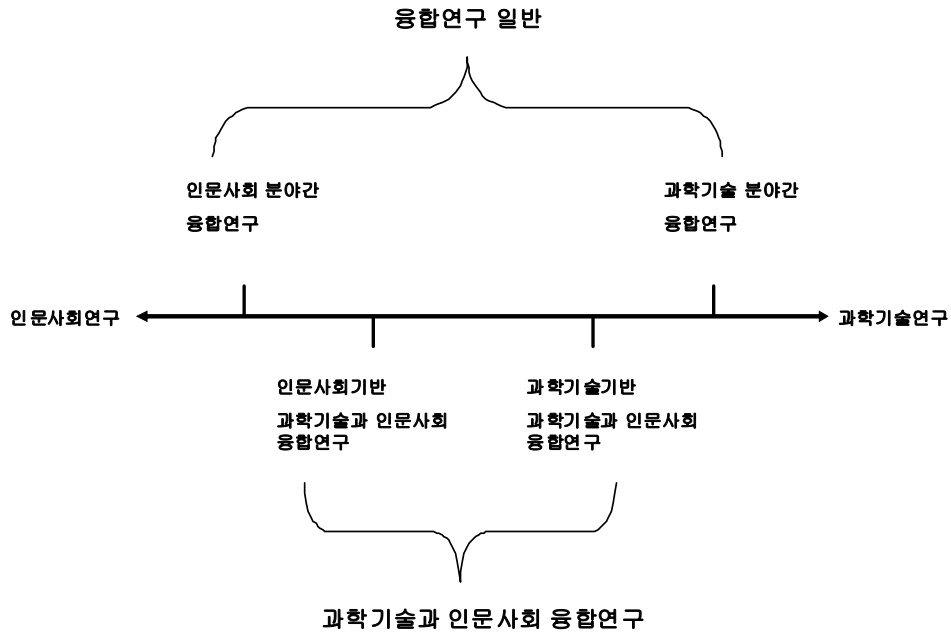 융합연구 일반
인문사회 분야간
융합연구
과학기술 분야간
융합연구
인문사회연구
과학기술연구
인문사회기반
과학기술과 인문사회
융합연구
과학기술기반
과학기술과 인문사회
융합연구
과학기술과 인문사회 융합연구